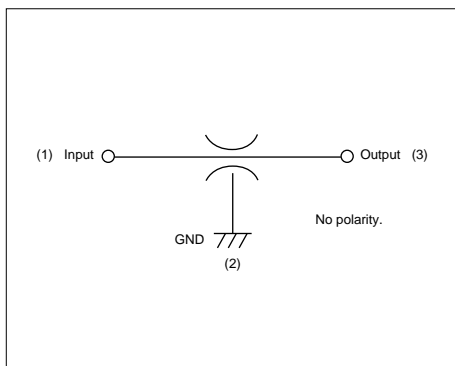 (1) Input Output (3)
No polarity.
GND
(2)